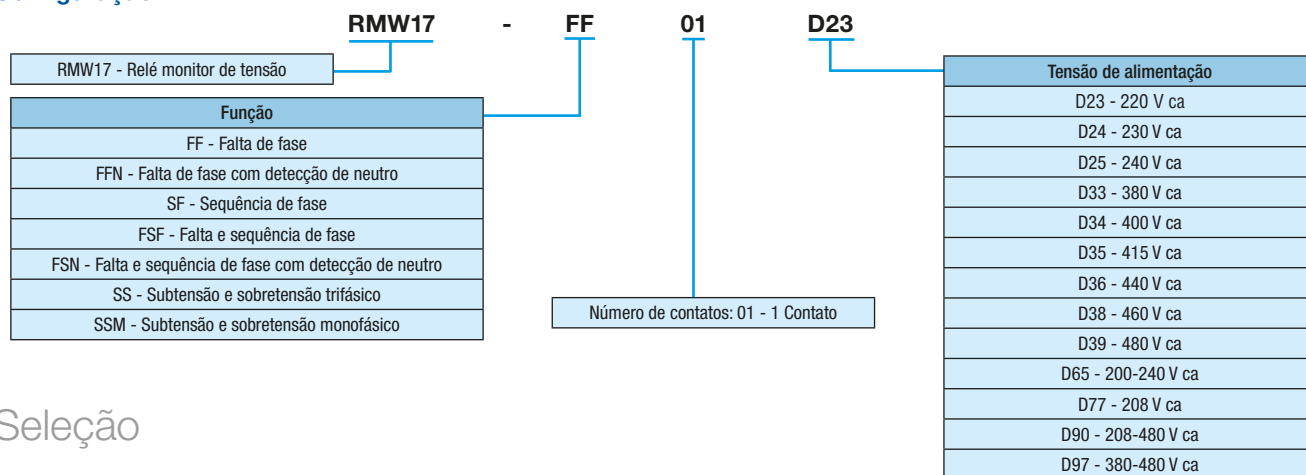 RMW17 - FF 01 D23
RMW17 - Relé monitor de tensão
Função
FF - Falta de fase
FFN - Falta de fase com detecção de neutro
SF - Sequência de fase
FSF - Falta e sequência de fase
FSN - Falta e sequência de fase com detecção de neutro
SS - Subtensão e sobretensão trifásico
SSM - Subtensão e sobretensão monofásico
Número de contatos: 01 - 1 Contato
Tensão de alimentação
D23 - 220 V ca
D24 - 230 V ca
D25 - 240 V ca
D33 - 380 V ca
D34 - 400 V ca
D35 - 415 V ca
D36 - 440 V ca
D38 - 460 V ca
D39 - 480 V ca
D65 - 200-240 V ca
D77 - 208 V ca
D90 - 208-480 V ca
D97 - 380-480 V ca
Seleção